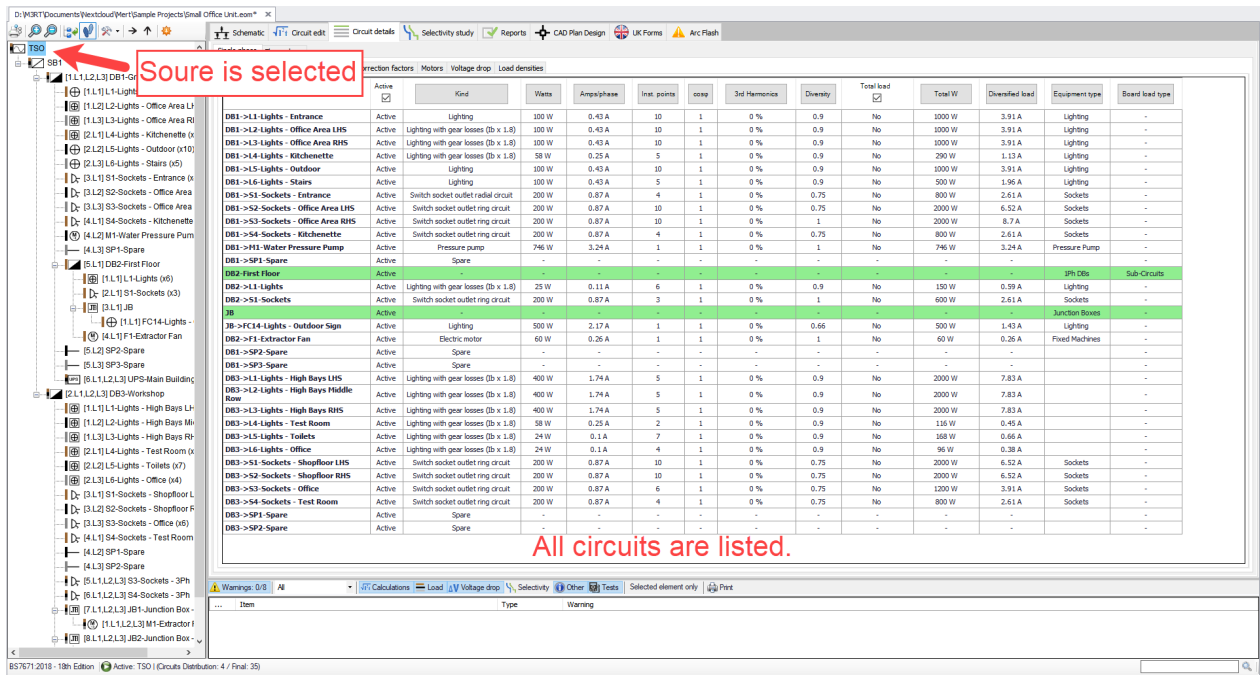 D:\M3RT\Documents\Nextcloud\Mert\Sample Projects\Small Office Unit.eom* ×
Schematic Circuit edit Circuit details Selectivity study Reports CAD Plan Design UK Forms Arc Flash
TSO
Soure is selected
rrection factors Motors Voltage drop Load densities
SB1
[1.L1,L2,L3] DB1-Gr
[1.L1] L1-Lights
[1.L2] L2-Lights - Office Area LH
[1.L3] L3-Lights - Office Area RH
[2.L1] L4-Lights - Kitchenette (x
[2.L2] L5-Lights - Outdoor (x10)
[2.L3] L6-Lights - Stairs (x5)
[3.L1] S1-Sockets - Entrance (x
[3.L2] S2-Sockets - Office Area
[3.L3] S3-Sockets - Office Area
[4.L1] S4-Sockets - Kitchenette
[4.L2] M1-Water Pressure Pum
[4.L3] SP1-Spare
[5.L1] DB2-First Floor
[1.L1] L1-Lights (x6)
[2.L1] S1-Sockets (x3)
JB [3.L1] JB
[1.L1] FC14-Lights -
[4.L1] F1-Extractor Fan
[5.L2] SP2-Spare
[5.L3] SP3-Spare
UPS [6.L1,L2,L3] UPS-Main Building
[2.L1,L2,L3] DB3-Workshop
[1.L1] L1-Lights - High Bays LH
[1.L2] L2-Lights - High Bays Mi
[1.L3] L3-Lights - High Bays RH
[2.L1] L4-Lights - Test Room (x
[2.L2] L5-Lights - Toilets (x7)
[2.L3] L6-Lights - Office (x4)
[3.L1] S1-Sockets - Shopfloor L
[3.L2] S2-Sockets - Shopfloor R
[3.L3] S3-Sockets - Office (x6)
[4.L1] S4-Sockets - Test Room
[4.L2] SP1-Spare
[4.L3] SP2-Spare
[5.L1,L2,L3] S3-Sockets - 3Ph
[6.L1,L2,L3] S4-Sockets - 3Ph
JB [7.L1,L2,L3] JB1-Junction Box -
[1.L1,L2,L3] M1-Extractor F
JB [8.L1,L2,L3] JB2-Junction Box -
Active Kind Watts Amps/phase Inst. points cosφ 3rd Harmonics Diversity Total load Total W Diversified load Equipment type Board load type
DB1->L1-Lights - Entrance Active Lighting 100 W 0.43 A 10 1 0 % 0.9 No 1000 W 3.91 A Lighting -
DB1->L2-Lights - Office Area LHS Active Lighting with gear losses (Ib x 1.8) 100 W 0.43 A 10 1 0 % 0.9 No 1000 W 3.91 A Lighting -
DB1->L3-Lights - Office Area RHS Active Lighting with gear losses (Ib x 1.8) 100 W 0.43 A 10 1 0 % 0.9 No 1000 W 3.91 A Lighting -
DB1->L4-Lights - Kitchenette Active Lighting with gear losses (Ib x 1.8) 58 W 0.25 A 5 1 0 % 0.9 No 290 W 1.13 A Lighting -
DB1->L5-Lights - Outdoor Active Lighting 100 W 0.43 A 10 1 0 % 0.9 No 1000 W 3.91 A Lighting -
DB1->L6-Lights - Stairs Active Lighting 100 W 0.43 A 5 1 0 % 0.9 No 500 W 1.96 A Lighting -
DB1->S1-Sockets - Entrance Active Switch socket outlet radial circuit 200 W 0.87 A 4 1 0 % 0.75 No 800 W 2.61 A Sockets -
DB1->S2-Sockets - Office Area LHS Active Switch socket outlet ring circuit 200 W 0.87 A 10 1 0 % 0.75 No 2000 W 6.52 A Sockets -
DB1->S3-Sockets - Office Area RHS Active Switch socket outlet ring circuit 200 W 0.87 A 10 1 0 % 1 No 2000 W 8.7 A Sockets -
DB1->S4-Sockets - Kitchenette Active Switch socket outlet ring circuit 200 W 0.87 A 4 1 0 % 0.75 No 800 W 2.61 A Sockets -
DB1->M1-Water Pressure Pump Active Pressure pump 746 W 3.24 A 1 1 0 % 1 No 746 W 3.24 A Pressure Pump -
DB1->SP1-Spare Active Spare - - - - - - - - - -
DB2-First Floor Active - - - - - - - - - - 1Ph DBs Sub-Circuits
DB2->L1-Lights Active Lighting with gear losses (Ib x 1.8) 25 W 0.11 A 6 1 0 % 0.9 No 150 W 0.59 A Lighting -
DB2->S1-Sockets Active Switch socket outlet ring circuit 200 W 0.87 A 3 1 0 % 1 No 600 W 2.61 A Sockets -
JB Active - - - - - - - - - - Junction Boxes -
JB->FC14-Lights - Outdoor Sign Active Lighting 500 W 2.17 A 1 1 0 % 0.66 No 500 W 1.43 A Lighting -
DB2->F1-Extractor Fan Active Electric motor 60 W 0.26 A 1 1 0 % 1 No 60 W 0.26 A Fixed Machines -
DB1->SP2-Spare Active Spare - - - - - - - - - -
DB1->SP3-Spare Active Spare - - - - - - - - - -
DB3->L1-Lights - High Bays LHS Active Lighting with gear losses (Ib x 1.8) 400 W 1.74 A 5 1 0 % 0.9 No 2000 W 7.83 A -
DB3->L2-Lights - High Bays Middle
Row Active Lighting with gear losses (Ib x 1.8) 400 W 1.74 A 5 1 0 % 0.9 No 2000 W 7.83 A -
DB3->L3-Lights - High Bays RHS Active Lighting with gear losses (Ib x 1.8) 400 W 1.74 A 5 1 0 % 0.9 No 2000 W 7.83 A -
DB3->L4-Lights - Test Room Active Lighting with gear losses (Ib x 1.8) 58 W 0.25 A 2 1 0 % 0.9 No 116 W 0.45 A -
DB3->L5-Lights - Toilets Active Lighting with gear losses (Ib x 1.8) 24 W 0.1 A 7 1 0 % 0.9 No 168 W 0.66 A -
DB3->L6-Lights - Office Active Lighting with gear losses (Ib x 1.8) 24 W 0.1 A 4 1 0 % 0.9 No 96 W 0.38 A -
DB3->S1-Sockets - Shopfloor LHS Active Switch socket outlet ring circuit 200 W 0.87 A 10 1 0 % 0.75 No 2000 W 6.52 A Sockets -
DB3->S2-Sockets - Shopfloor RHS Active Switch socket outlet ring circuit 200 W 0.87 A 10 1 0 % 0.75 No 2000 W 6.52 A Sockets -
DB3->S3-Sockets - Office Active Switch socket outlet ring circuit 200 W 0.87 A 6 1 0 % 0.75 No 1200 W 3.91 A Sockets -
DB3->S4-Sockets - Test Room Active Switch socket outlet ring circuit 200 W 0.87 A 4 1 0 % 0.75 No 800 W 2.61 A Sockets -
DB3->SP1-Spare Active Spare - - - - - - - - - -
DB3->SP2-Spare Active Spare - - - - - - - - - -
All circuits are listed.
Warnings: 0/8 All Calculations Load ΔV Voltage drop Selectivity Other Tests Selected element only Print
... Item Type Warning
BS7671:2018 - 18th Edition Active: TSO | (Circuits Distribution: 4 / Final: 35)